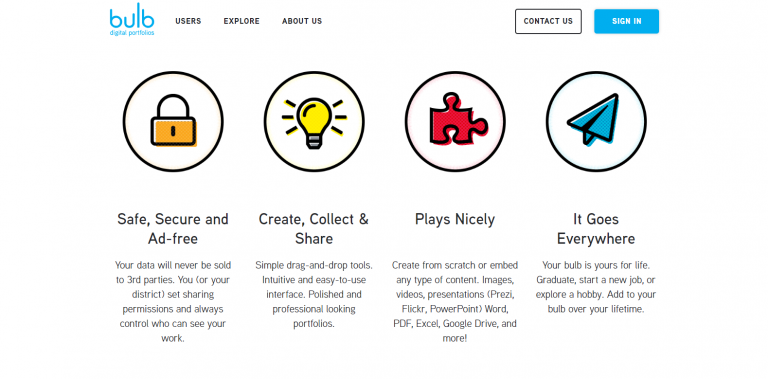 bulb
digital portfolios
USERS
EXPLORE
ABOUT US
CONTACT US
SIGN IN
Safe, Secure and
Ad-free
Your data will never be sold
to 3rd parties. You (or your
district) set sharing
permissions and always
control who can see your
work.
Create, Collect &
Share
Simple drag-and-drop tools.
Intuitive and easy-to-use
interface. Polished and
professional looking
portfolios.
Plays Nicely
Create from scratch or embed
any type of content. Images,
videos, presentations (Prezi,
Flickr, PowerPoint) Word,
PDF, Excel, Google Drive, and
more!
It Goes
Everywhere
Your bulb is yours for life.
Graduate, start a new job, or
explore a hobby. Add to your
bulb over your lifetime.